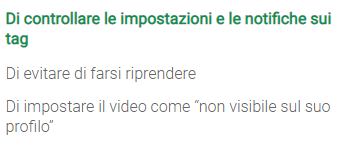 Di controllare le impostazioni e le notifiche sui
tag
Di evitare di farsi riprendere
Di impostare il video come “non visibile sul suo
profilo”